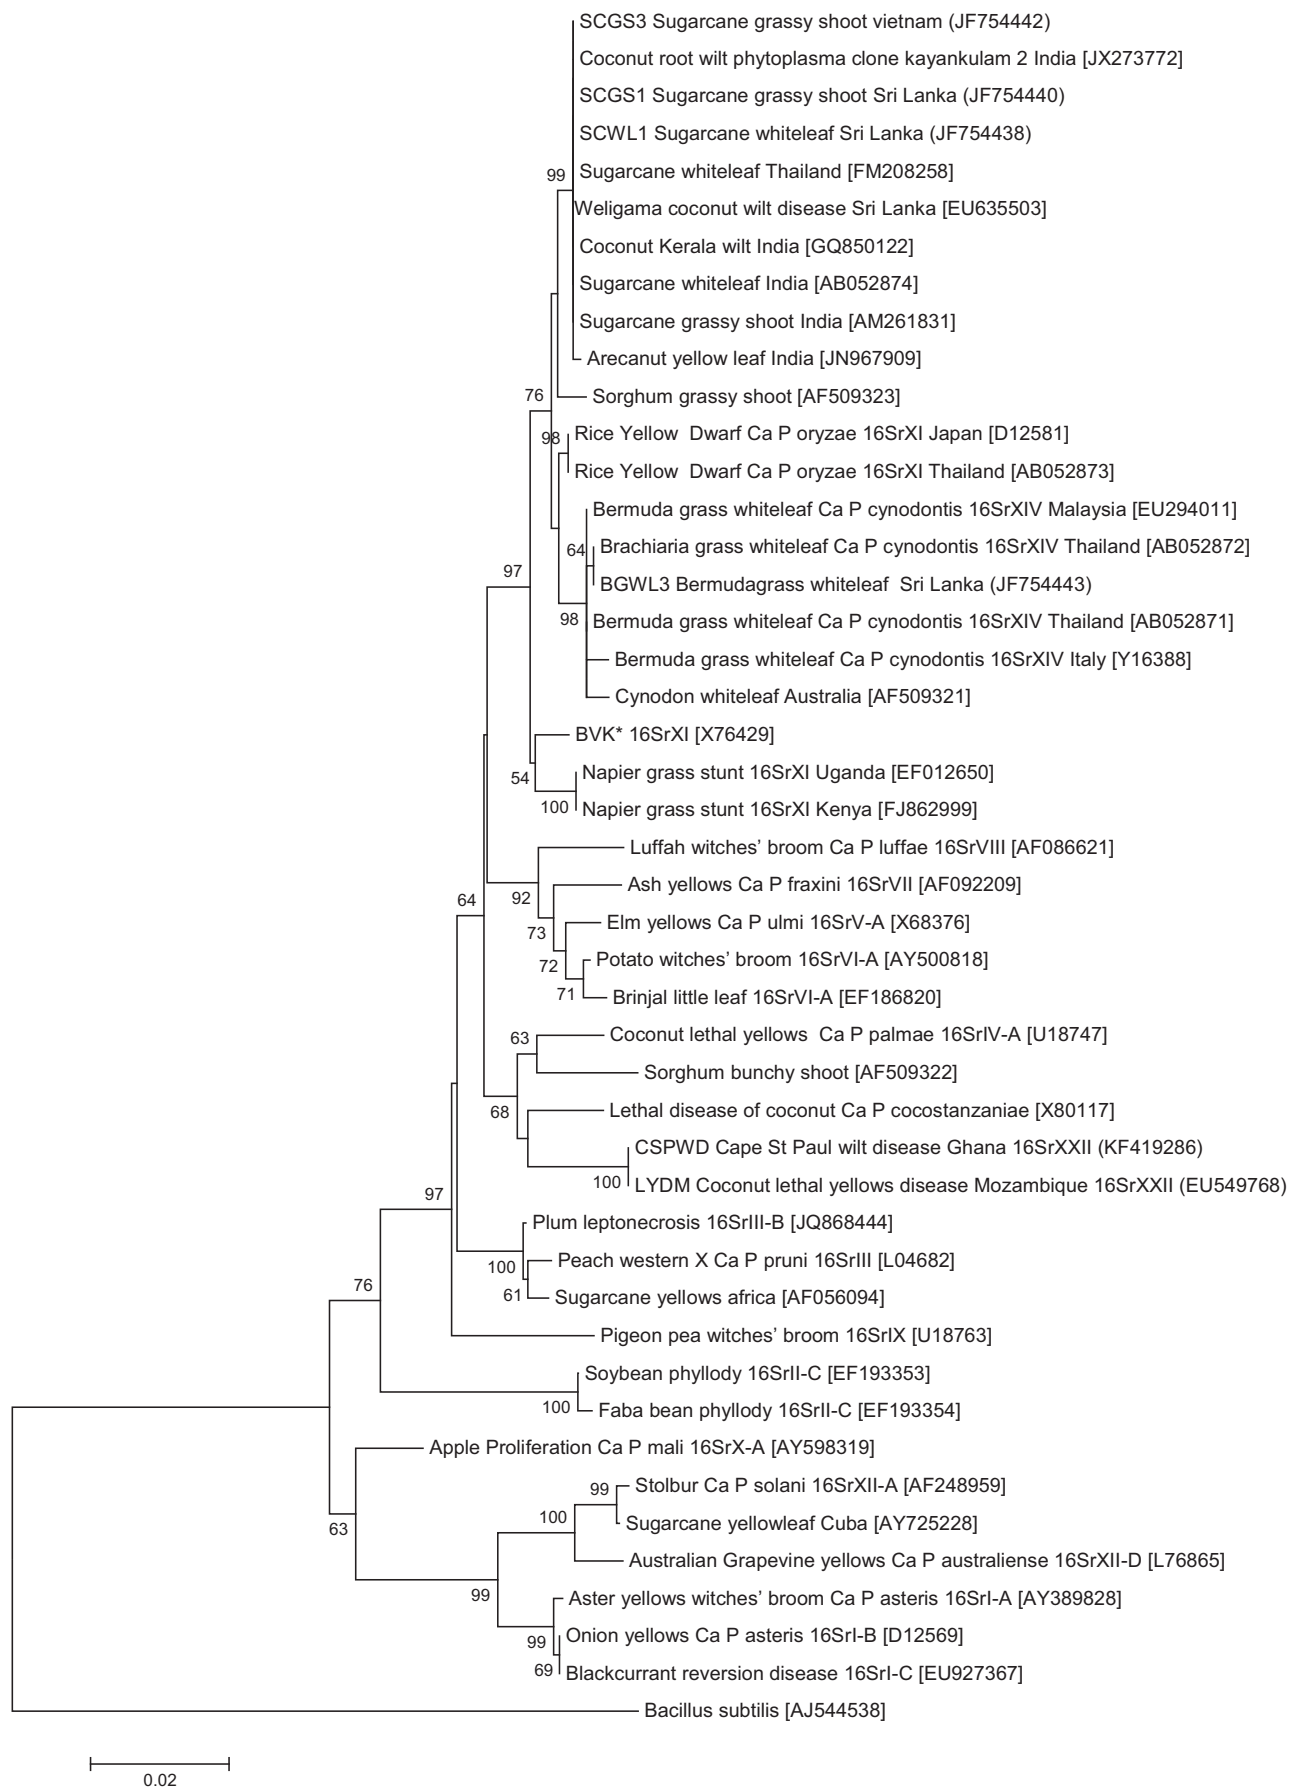 SCGS3 Sugarcane grassy shoot vietnam (JF754442)
Coconut root wilt phytoplasma clone kayankulam 2 India [JX273772]
SCGS1 Sugarcane grassy shoot Sri Lanka (JF754440)
SCWL1 Sugarcane whiteleaf Sri Lanka (JF754438)
99
Sugarcane whiteleaf Thailand [FM208258]
Weligama coconut wilt disease Sri Lanka [EU635503]
Coconut Kerala wilt India [GQ850122]
Sugarcane whiteleaf India [AB052874]
Sugarcane grassy shoot India [AM261831]
Arecanut yellow leaf India [JN967909]
76
Sorghum grassy shoot [AF509323]
98
Rice Yellow  Dwarf Ca P oryzae 16SrXI Japan [D12581]
Rice Yellow  Dwarf Ca P oryzae 16SrXI Thailand [AB052873]
Bermuda grass whiteleaf Ca P cynodontis 16SrXIV Malaysia [EU294011]
64
Brachiaria grass whiteleaf Ca P cynodontis 16SrXIV Thailand [AB052872]
97
BGWL3 Bermudagrass whiteleaf  Sri Lanka (JF754443)
98
Bermuda grass whiteleaf Ca P cynodontis 16SrXIV Thailand [AB052871]
Bermuda grass whiteleaf Ca P cynodontis 16SrXIV Italy [Y16388]
Cynodon whiteleaf Australia [AF509321]
BVK* 16SrXI [X76429]
54
Napier grass stunt 16SrXI Uganda [EF012650]
100
Napier grass stunt 16SrXI Kenya [FJ862999]
Luffah witches’ broom Ca P luffae 16SrVIII [AF086621]
Ash yellows Ca P fraxini 16SrVII [AF092209]
92
64
Elm yellows Ca P ulmi 16SrV-A [X68376]
73
Potato witches’ broom 16SrVI-A [AY500818]
72
71
Brinjal little leaf 16SrVI-A [EF186820]
63
Coconut lethal yellows  Ca P palmae 16SrIV-A [U18747]
Sorghum bunchy shoot [AF509322]
68
Lethal disease of coconut Ca P cocostanzaniae [X80117]
CSPWD Cape St Paul wilt disease Ghana 16SrXXII (KF419286)
100
LYDM Coconut lethal yellows disease Mozambique 16SrXXII (EU549768)
97
Plum leptonecrosis 16SrIII-B [JQ868444]
100
Peach western X Ca P pruni 16SrIII [L04682]
76
61
Sugarcane yellows africa [AF056094]
Pigeon pea witches’ broom 16SrIX [U18763]
Soybean phyllody 16SrII-C [EF193353]
100
Faba bean phyllody 16SrII-C [EF193354]
Apple Proliferation Ca P mali 16SrX-A [AY598319]
99
Stolbur Ca P solani 16SrXII-A [AF248959]
100
63
Sugarcane yellowleaf Cuba [AY725228]
Australian Grapevine yellows Ca P australiense 16SrXII-D [L76865]
99
Aster yellows witches’ broom Ca P asteris 16SrI-A [AY389828]
99
Onion yellows Ca P asteris 16SrI-B [D12569]
69
Blackcurrant reversion disease 16SrI-C [EU927367]
Bacillus subtilis [AJ544538]
0.02